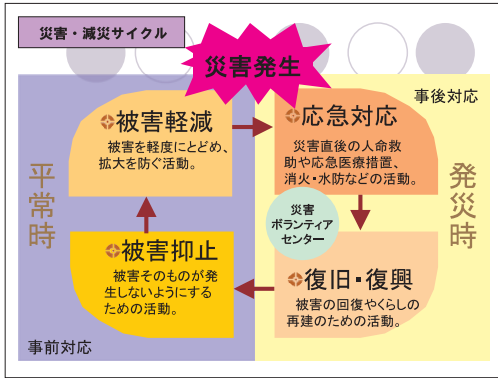 災害・減災サイクル
災害発生
事後対応
被害軽減
被害を軽度にとどめ、
拡大を防ぐ活動。
応急対応
災害直後の人命救
助や応急医療措置、
消火・水防などの活動。
平常時
発災時
災害
ボランティア
センター
被害抑止
被害そのものが発
生しないようにする
ための活動。
復旧・復興
被害の回復やくらしの
再建のための活動。
事前対応